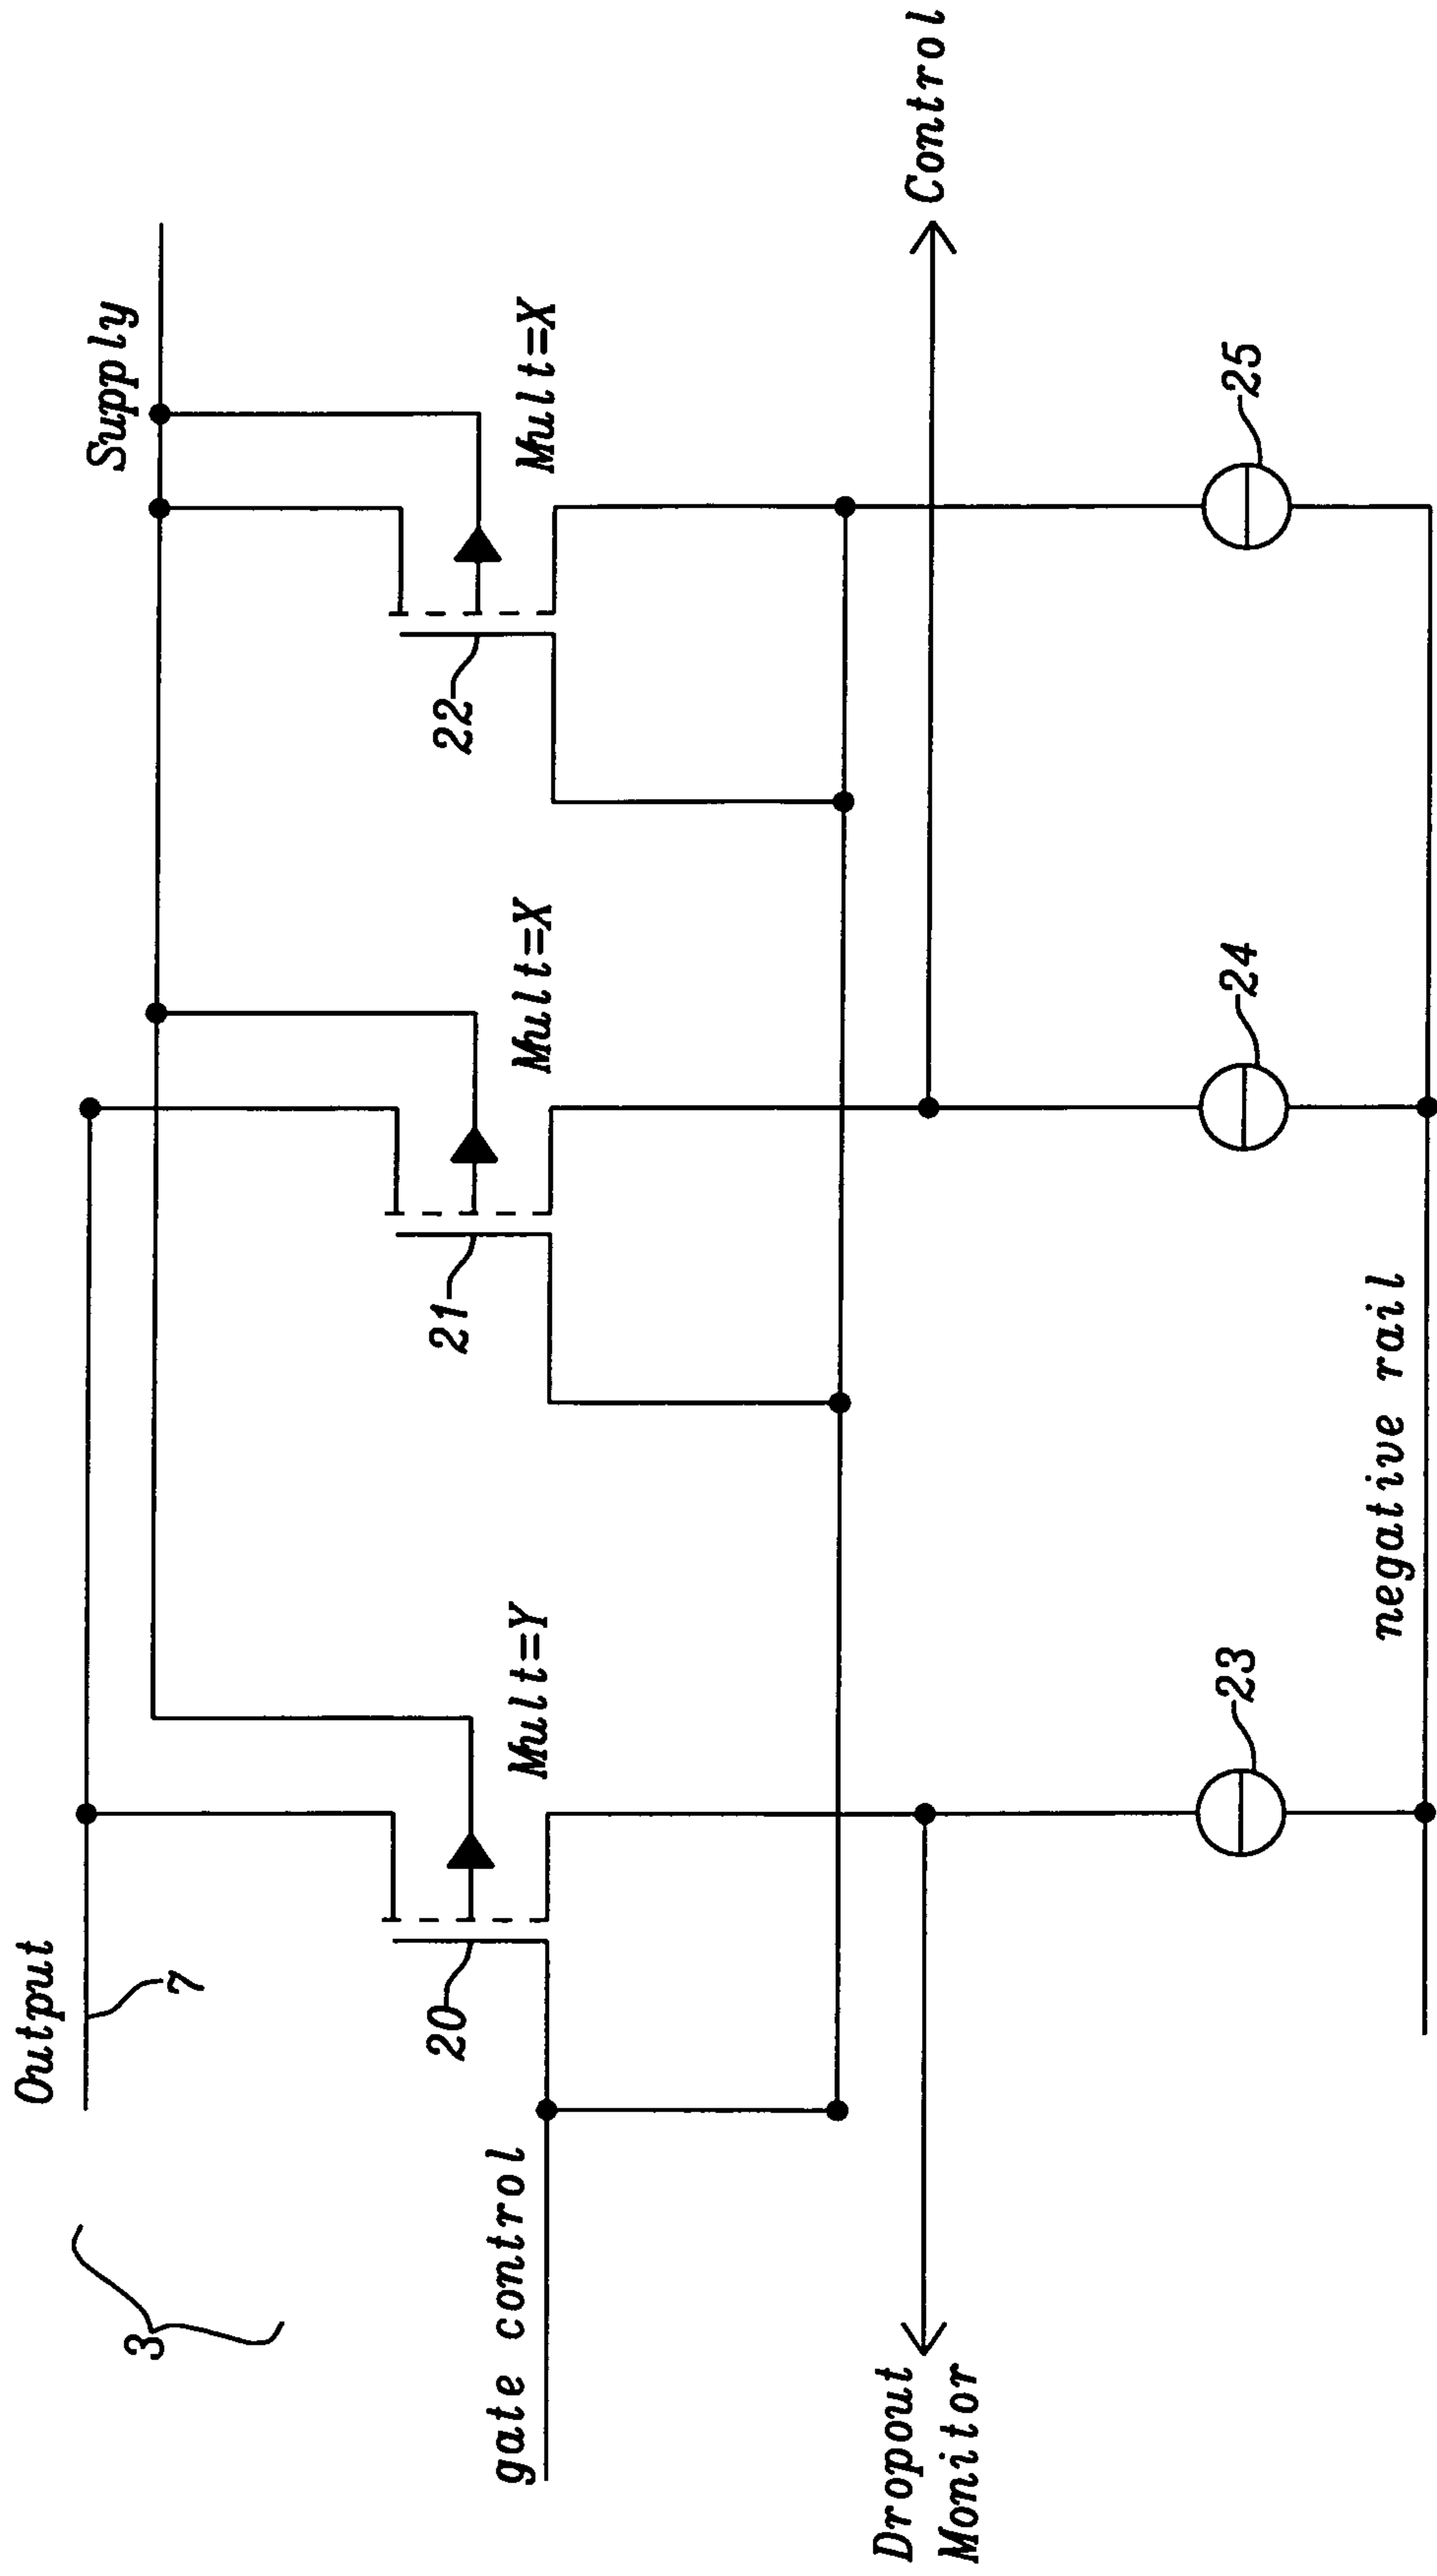 Output
Supply
7
3
gate control
20
Mult=Y
21
Mult=X
22
Mult=X
Dropout
Monitor
Control
23
24
25
negative rail